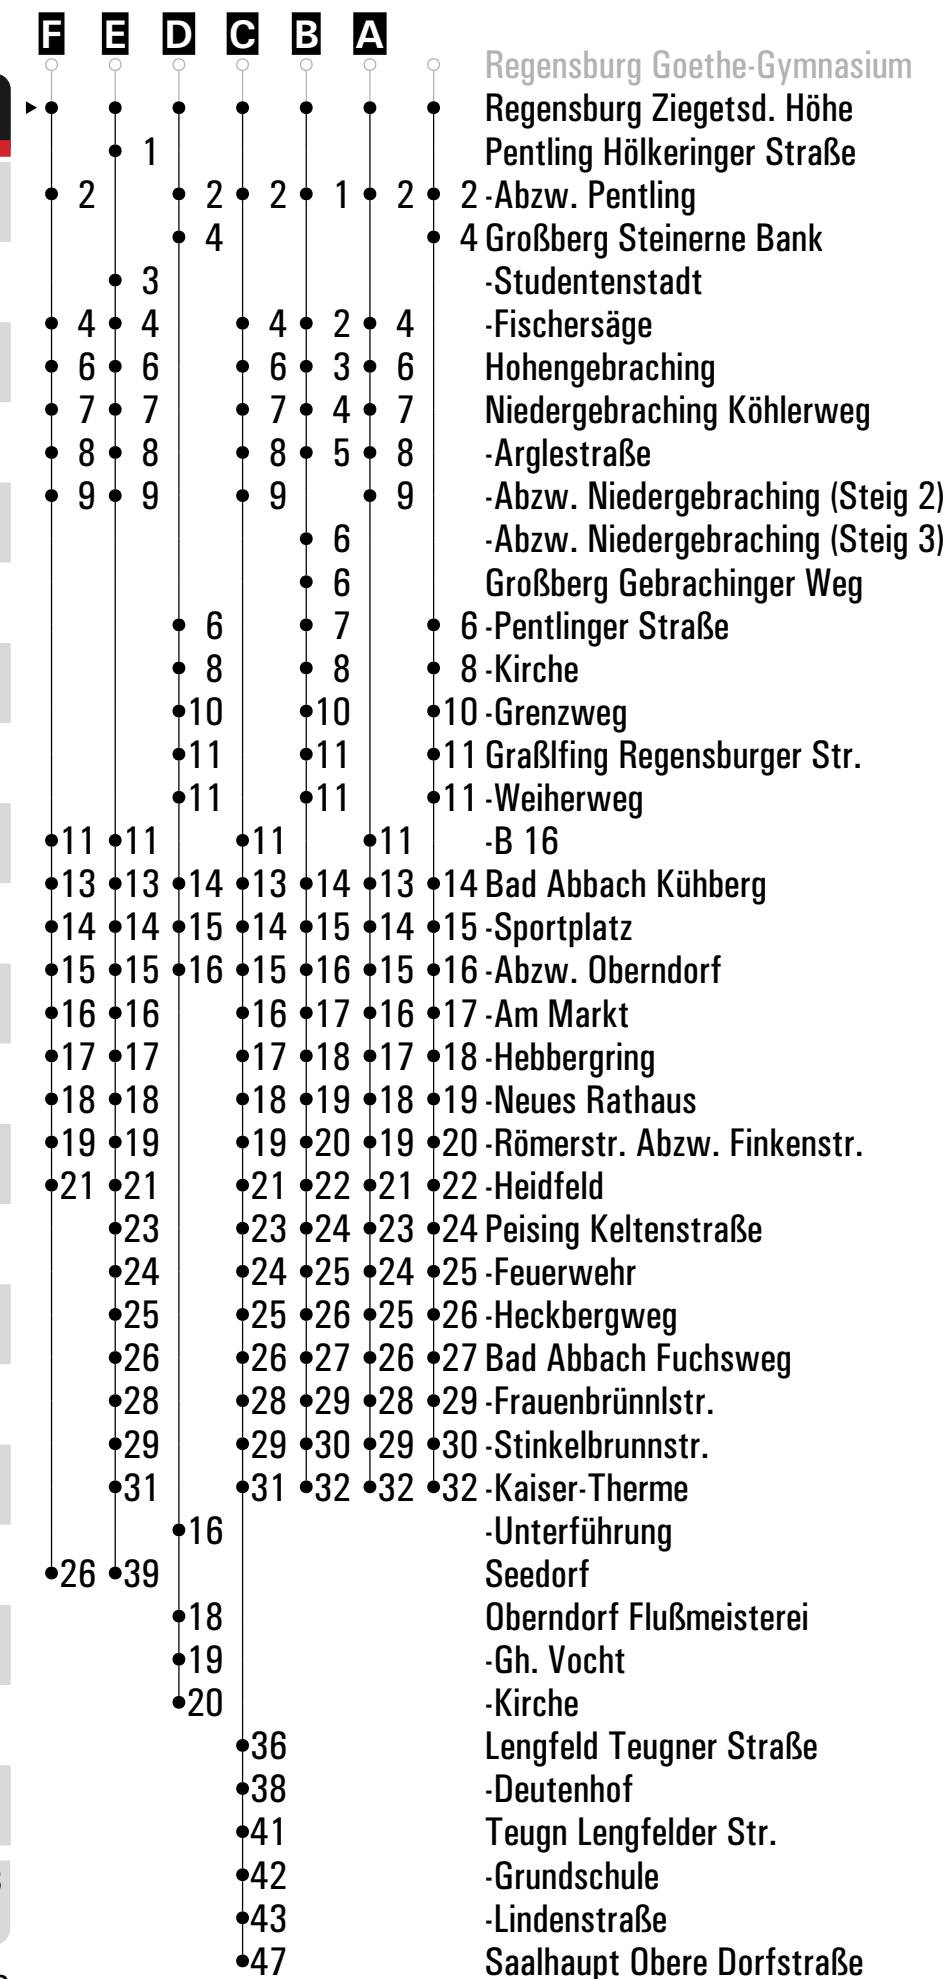 F E D C B A
Regensburg Goethe-Gymnasium
Regensburg Ziegetsd. Höhe
1 Pentling Hölkeringer Straße
2 2 2 1 2 2 -Abzw. Pentling
4 4 Großberg Steinerne Bank
3 -Studentenstadt
4 4 4 2 4 -Fischersäge
6 6 6 3 6 Hohengebraching
7 7 7 4 7 Niedergebraching Köhlerweg
8 8 8 5 8 -Arglestraße
9 9 9 9 -Abzw. Niedergebraching (Steig 2)
6 -Abzw. Niedergebraching (Steig 3)
6 Großberg Gebrachinger Weg
6 7 6 -Pentlinger Straße
8 8 8 -Kirche
10 10 10 -Grenzweg
11 11 11 Graßlfing Regensburger Str.
11 11 11 -Weiherweg
11 11 11 11 -B 16
13 13 14 13 14 13 14 Bad Abbach Kühberg
14 14 15 14 15 14 15 -Sportplatz
15 15 16 15 16 15 16 -Abzw. Oberndorf
16 16 16 17 16 17 -Am Markt
17 17 17 18 17 18 -Hebbergring
18 18 18 19 18 19 -Neues Rathaus
19 19 19 20 19 20 -Römerstr. Abzw. Finkenstr.
21 21 21 22 21 22 -Heidfeld
23 23 24 23 24 Peising Keltenstraße
24 24 25 24 25 -Feuerwehr
25 25 26 25 26 -Heckbergweg
26 26 27 26 27 Bad Abbach Fuchsweg
28 28 29 28 29 -Frauenbrünnlstr.
29 29 30 29 30 -Stinkelbrunnstr.
31 31 32 32 32 -Kaiser-Therme
16 -Unterführung
26 39 Seedorf
18 Oberndorf Flußmeisterei
19 -Gh. Vocht
20 -Kirche
36 Lengfeld Teugner Straße
38 -Deutenhof
41 Teugn Lengfelder Str.
42 -Grundschule
43 -Lindenstraße
47 Saalhaupt Obere Dorfstraße